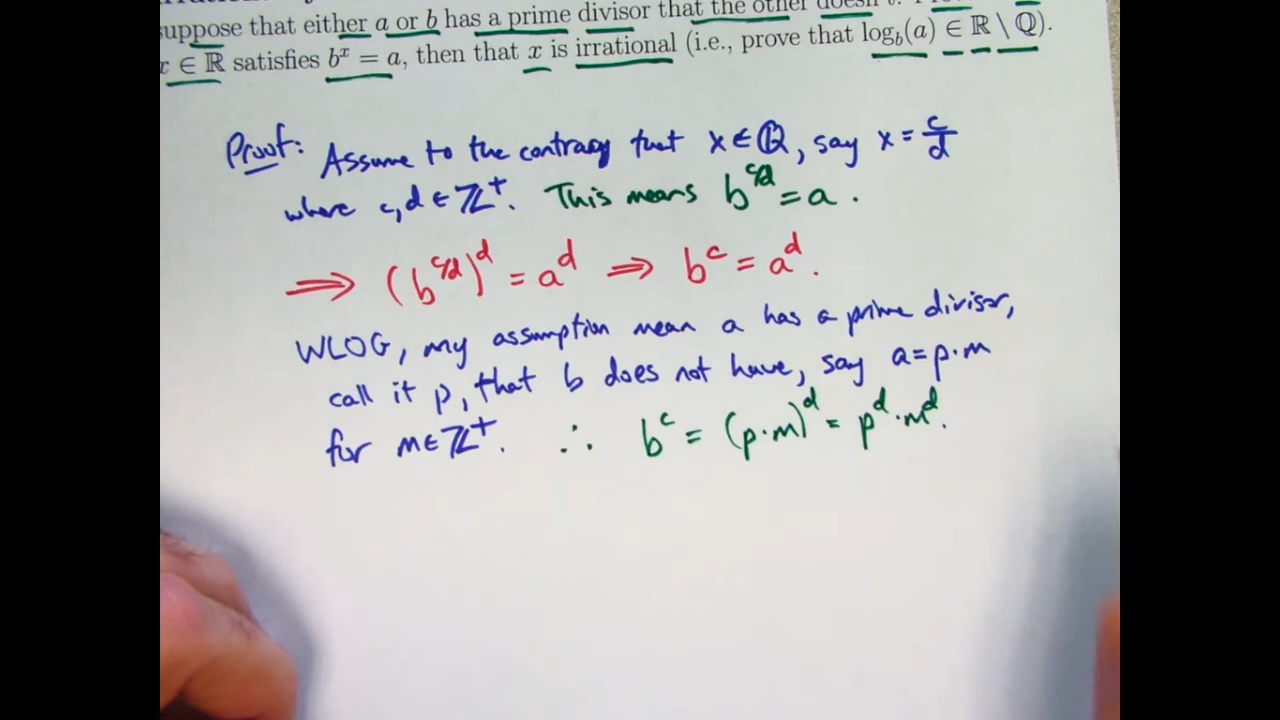 suppose that either a or b has a prime divisor that the other doesn't.
x ∈ ℝ satisfies bˣ = a, then that x is irrational (i.e., prove that log_b(a) ∈ ℝ \ ℚ).
Proof: Assume to the contrary that x ∈ ℚ, say x = c/d
where c, d ∈ ℤ⁺. This means b^(c/d) = a.
⟹ (b^(c/d))^d = a^d ⟹ b^c = a^d.
WLOG, my assumption mean a has a prime divisor,
call it p, that b does not have, say a = p·m
for m ∈ ℤ⁺. ∴ b^c = (p·m)^d = p^d · m^d.